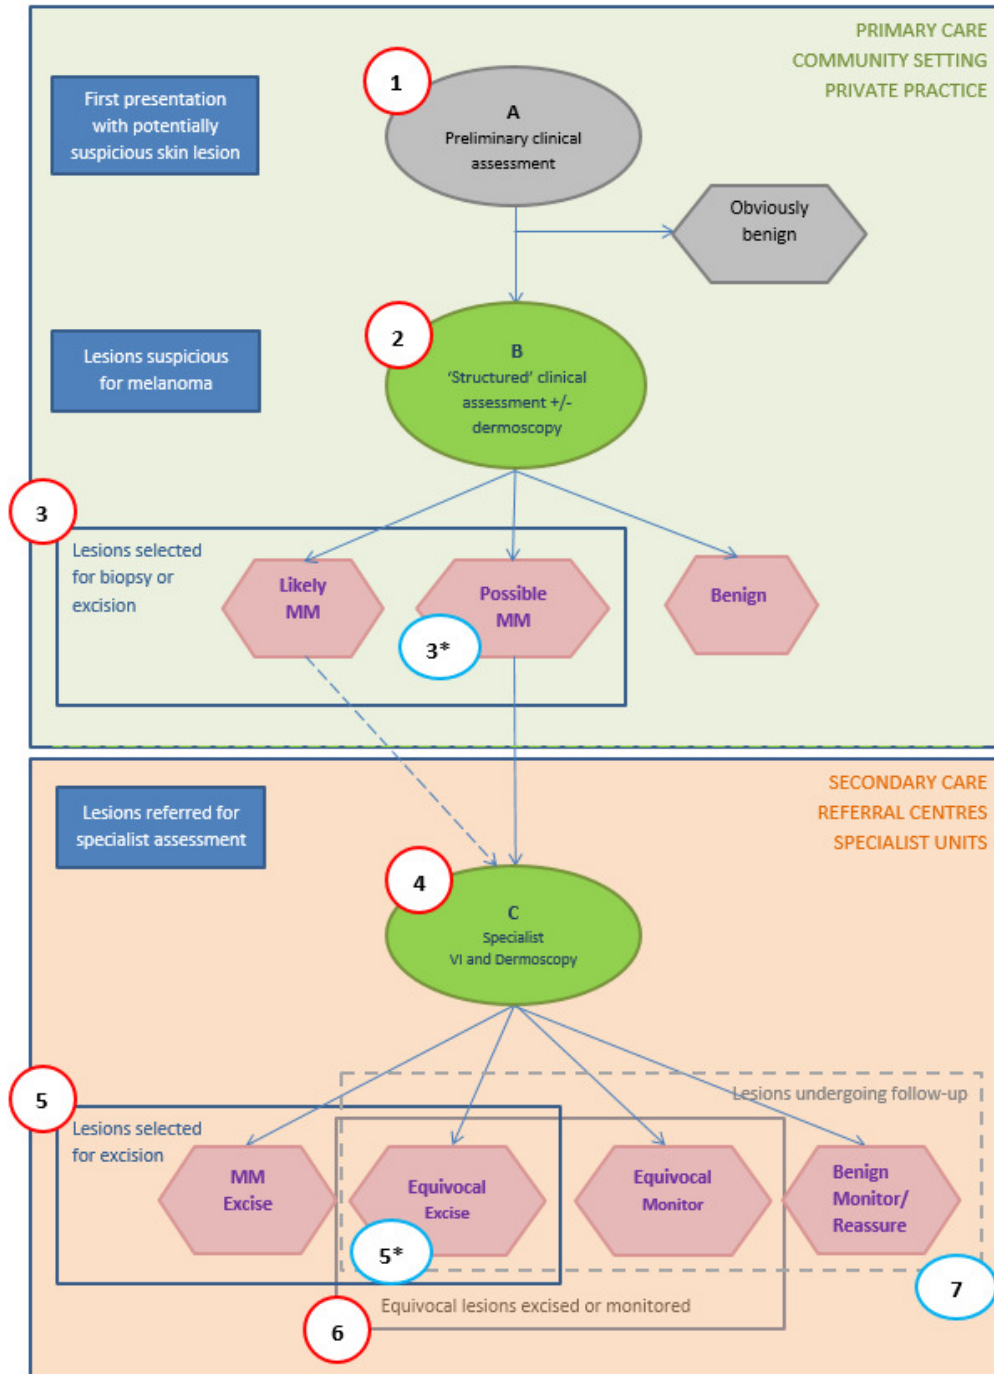 PRIMARY CARE
COMMUNITY SETTING
PRIVATE PRACTICE
First presentation
with potentially
suspicious skin lesion
1
A
Preliminary clinical
assessment
Obviously
benign
Lesions suspicious
for melanoma
2
B
‘Structured’ clinical
assessment +/-
dermoscopy
3
Lesions selected
for biopsy or
excision
Likely
MM
Possible
MM
3*
Benign
SECONDARY CARE
REFERRAL CENTRES
SPECIALIST UNITS
Lesions referred for
specialist assessment
4
C
Specialist
VI and Dermoscopy
5
Lesions undergoing follow-up
Lesions selected
for excision
MM
Excise
Equivocal
Excise
5*
Equivocal
Monitor
Benign
Monitor/
Reassure
7
Equivocal lesions excised or monitored
6